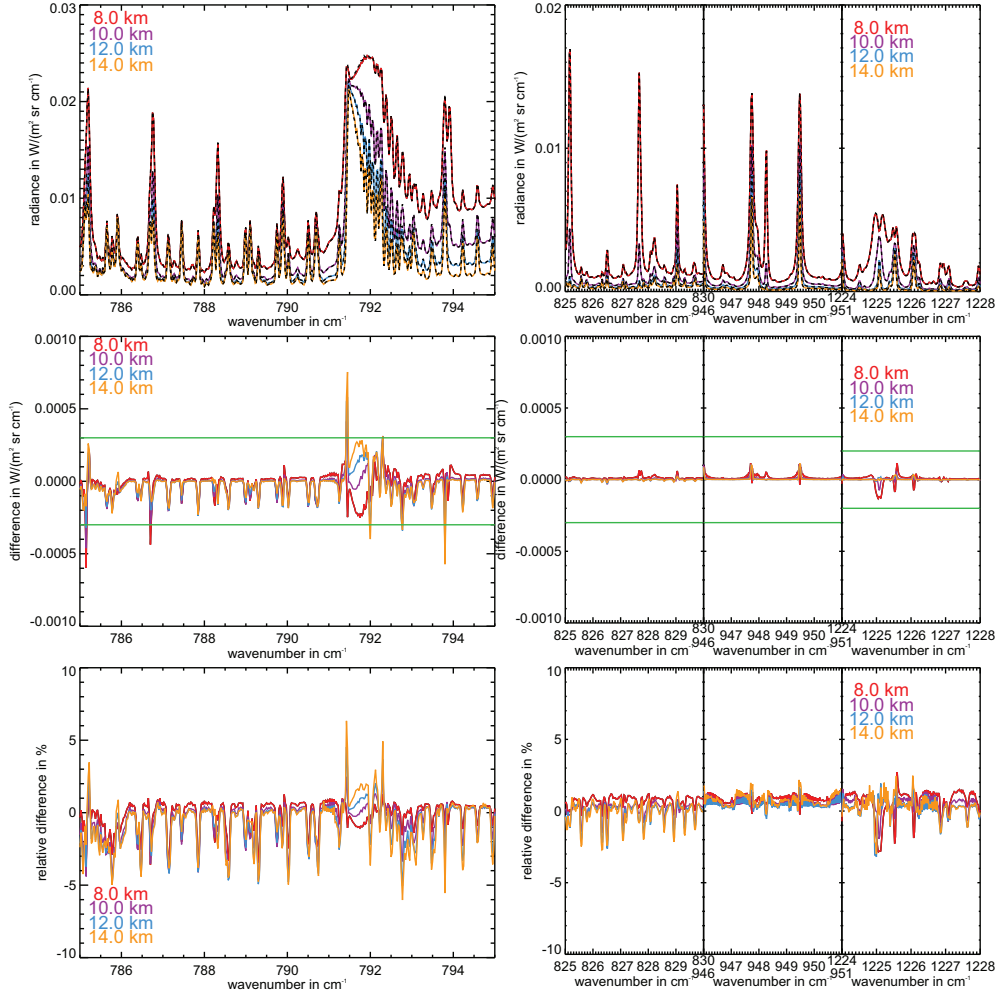 0.03
0.02
0.01
0.00
radiance in W/(m² sr cm⁻¹)
8.0 km
10.0 km
12.0 km
14.0 km
786 788 790 792 794
wavenumber in cm⁻¹
0.02
0.01
0.00
radiance in W/(m² sr cm⁻¹)
8.0 km
10.0 km
12.0 km
14.0 km
825 826 827 828 829 830
946 947 948 949 950 951
1224 1225 1226 1227 1228
wavenumber in cm⁻¹ wavenumber in cm⁻¹ wavenumber in cm⁻¹
0.0010
0.0005
0.0000
-0.0005
-0.0010
difference in W/(m² sr cm⁻¹)
8.0 km
10.0 km
12.0 km
14.0 km
786 788 790 792 794
wavenumber in cm⁻¹
0.0010
0.0005
0.0000
-0.0005
-0.0010
difference in W/(m² sr cm⁻¹)
8.0 km
10.0 km
12.0 km
14.0 km
825 826 827 828 829 830
946 947 948 949 950 951
1224 1225 1226 1227 1228
wavenumber in cm⁻¹ wavenumber in cm⁻¹ wavenumber in cm⁻¹
10
5
0
-5
-10
relative difference in %
8.0 km
10.0 km
12.0 km
14.0 km
786 788 790 792 794
wavenumber in cm⁻¹
10
5
0
-5
-10
relative difference in %
8.0 km
10.0 km
12.0 km
14.0 km
825 826 827 828 829 830
946 947 948 949 950 951
1224 1225 1226 1227 1228
wavenumber in cm⁻¹ wavenumber in cm⁻¹ wavenumber in cm⁻¹